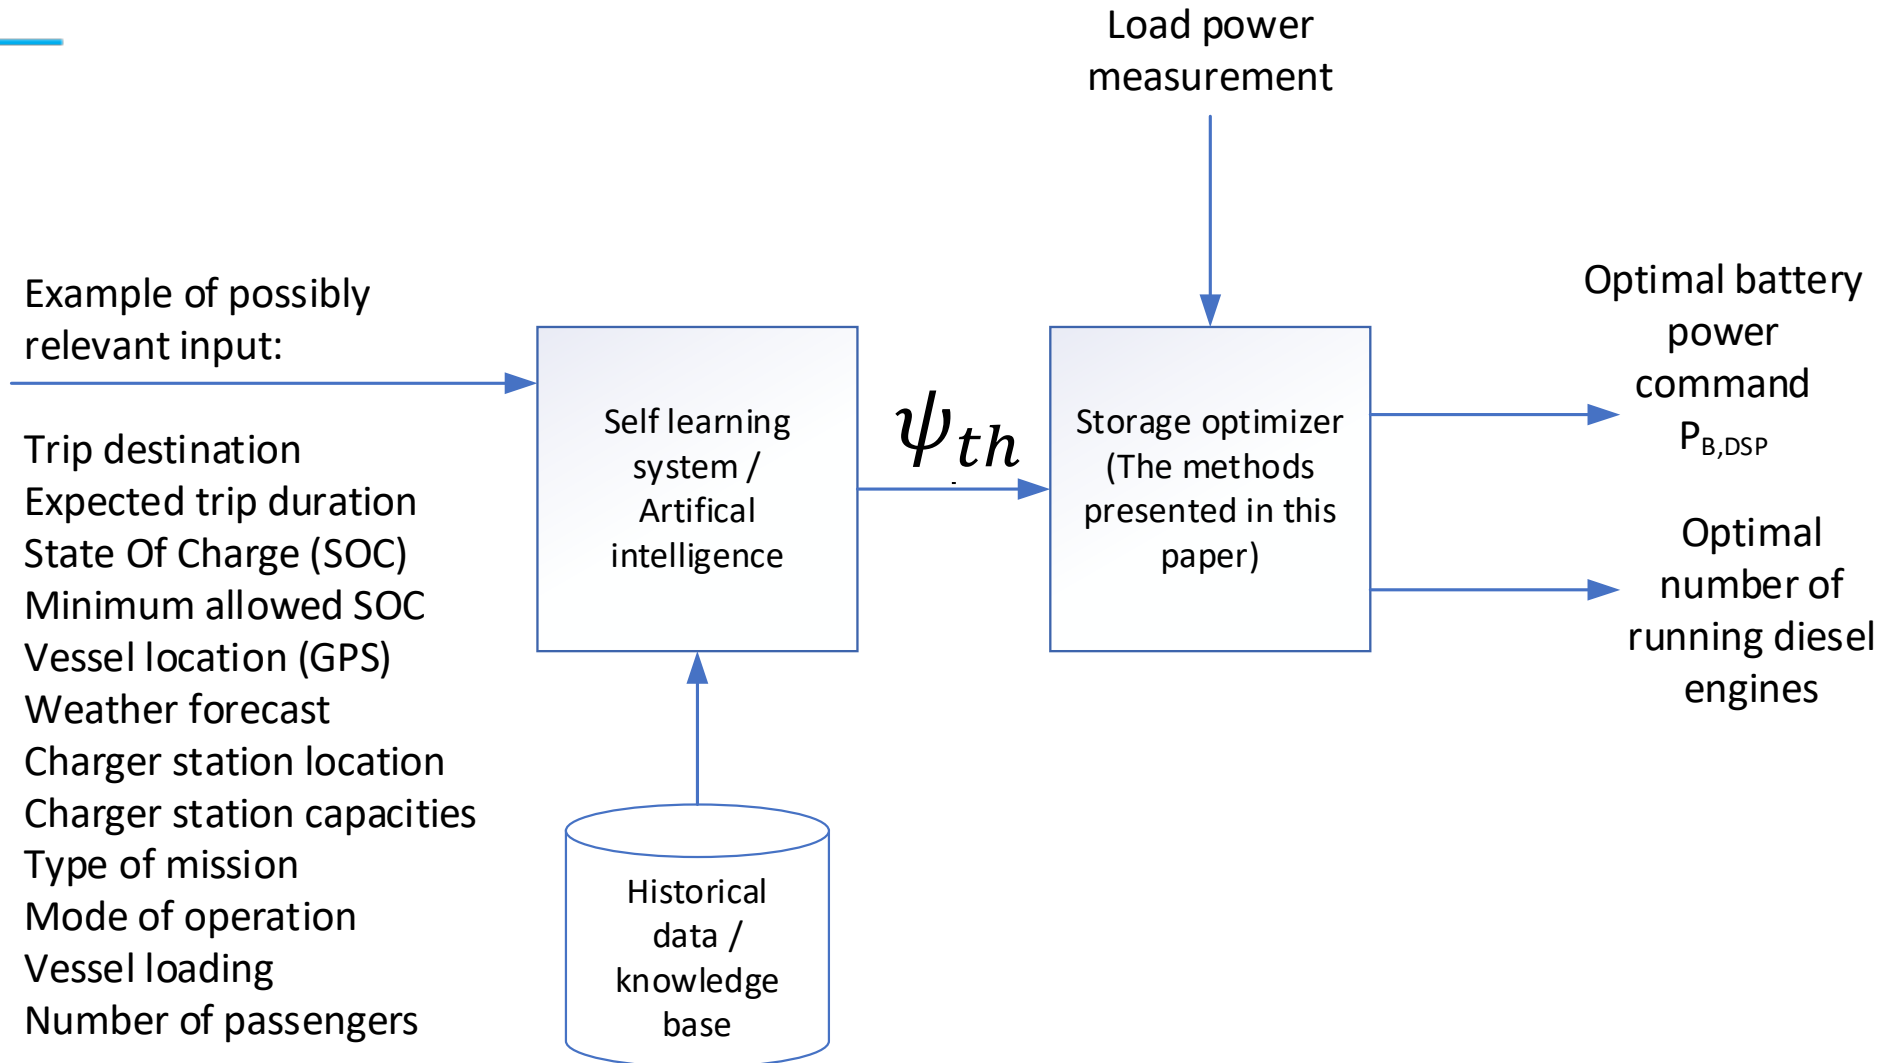 Load power
measurement
Example of possibly
relevant input:
Trip destination
Expected trip duration
State Of Charge (SOC)
Minimum allowed SOC
Vessel location (GPS)
Weather forecast
Charger station location
Charger station capacities
Type of mission
Mode of operation
Vessel loading
Number of passengers
Self learning
system /
Artifical
intelligence
Historical
data /
knowledge
base
ψ_th
Storage optimizer
(The methods
presented in this
paper)
Optimal battery
power
command
P_B,DSP
Optimal
number of
running diesel
engines